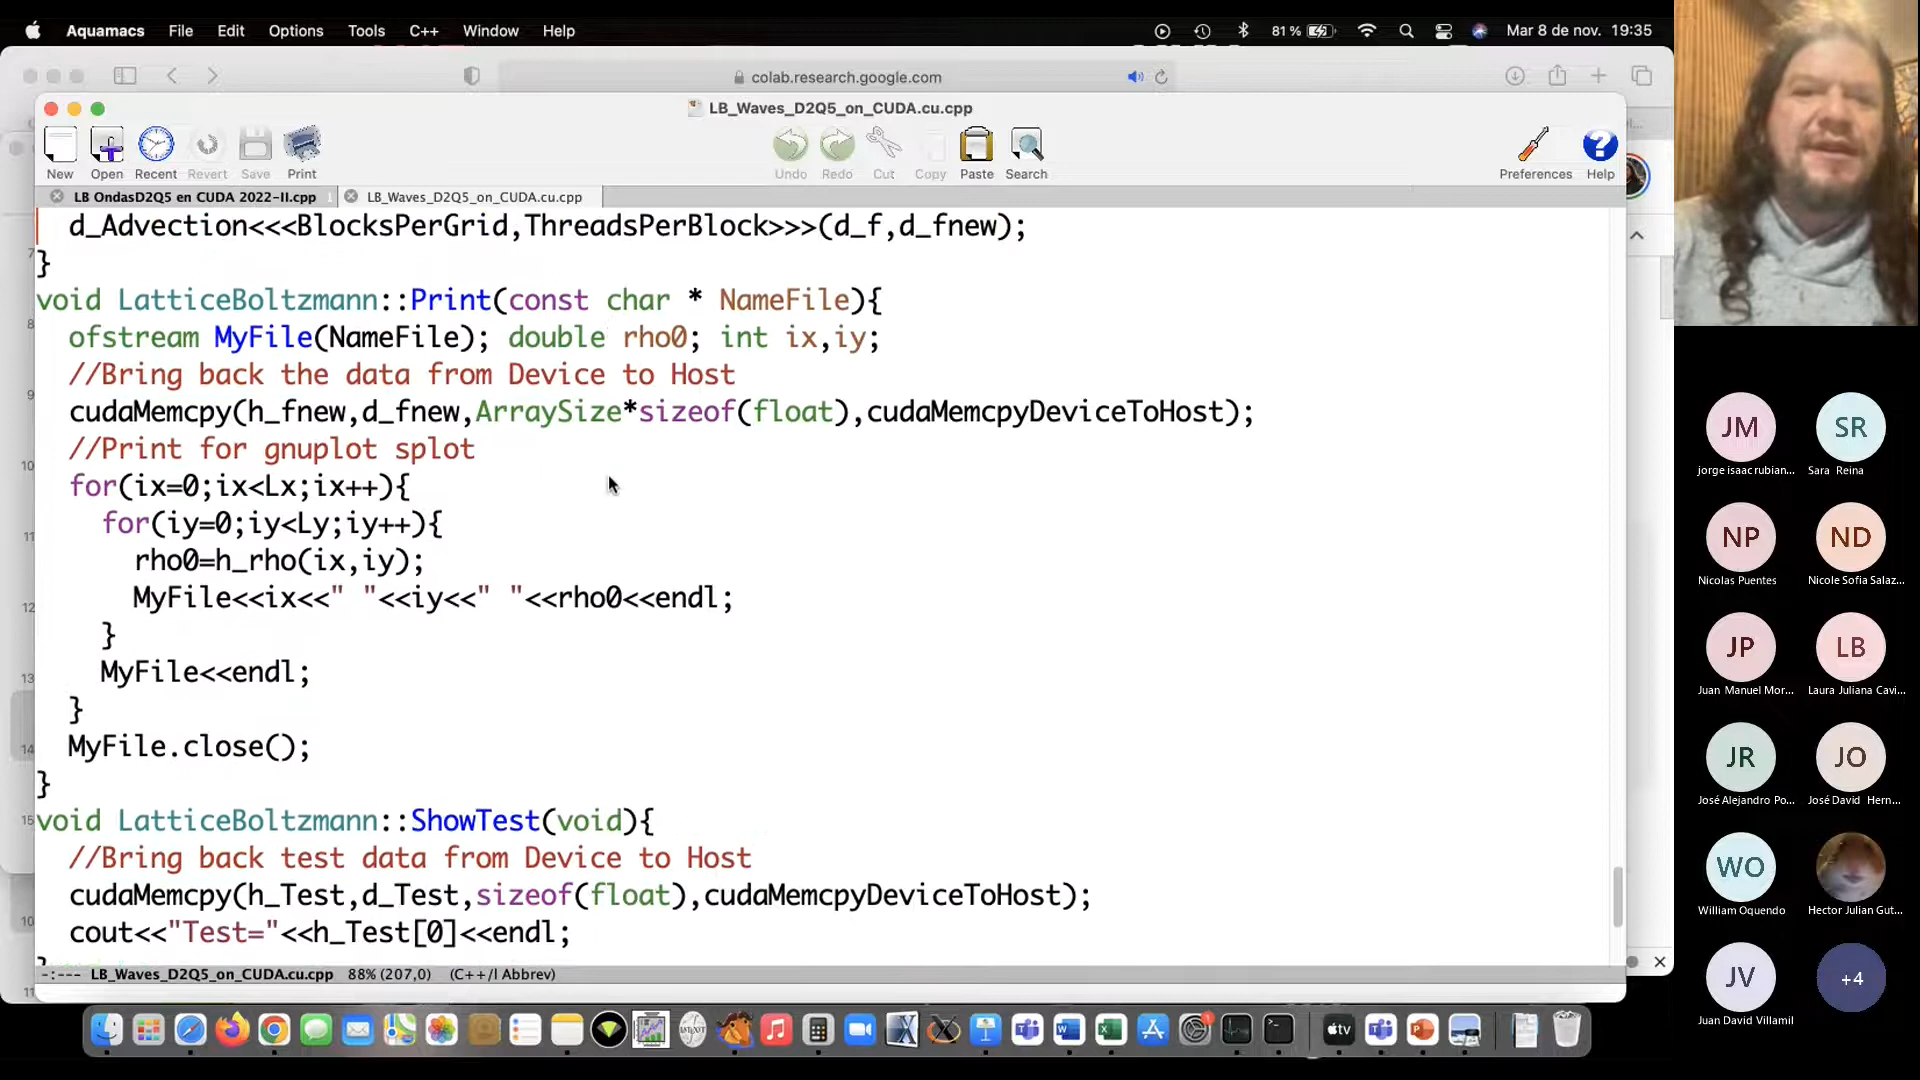 Aquamacs File Edit Options Tools C++ Window Help 81 % Mar 8 de nov. 19:35
colab.research.google.com
LB_Waves_D2Q5_on_CUDA.cu.cpp
New Open Recent Revert Save Print Undo Redo Cut Copy Paste Search Preferences Help
LB OndasD2Q5 en CUDA 2022-II.cpp LB_Waves_D2Q5_on_CUDA.cu.cpp
d_Advection<<<BlocksPerGrid,ThreadsPerBlock>>>(d_f,d_fnew);
}
void LatticeBoltzmann::Print(const char * NameFile){
ofstream MyFile(NameFile); double rho0; int ix,iy;
//Bring back the data from Device to Host
cudaMemcpy(h_fnew,d_fnew,ArraySize*sizeof(float),cudaMemcpyDeviceToHost);
//Print for gnuplot splot
for(ix=0;ix<Lx;ix++){
for(iy=0;iy<Ly;iy++){
rho0=h_rho(ix,iy);
MyFile<<ix<<" "<<iy<<" "<<rho0<<endl;
}
MyFile<<endl;
}
MyFile.close();
}
void LatticeBoltzmann::ShowTest(void){
//Bring back test data from Device to Host
cudaMemcpy(h_Test,d_Test,sizeof(float),cudaMemcpyDeviceToHost);
cout<<"Test="<<h_Test[0]<<endl;
}
-:--- LB_Waves_D2Q5_on_CUDA.cu.cpp 88% (207,0) (C++/l Abbrev)
tv
JM SR
jorge isaac rubian... Sara Reina
NP ND
Nicolas Puentes Nicole Sofia Salaz...
JP LB
Juan Manuel Mor... Laura Juliana Cavi...
JR JO
José Alejandro Po... José David Hern...
WO
William Oquendo Hector Julian Gut...
JV +4
Juan David Villamil